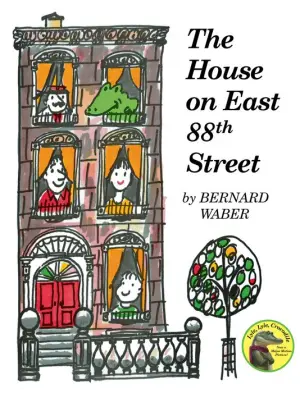 The
House
on East
88th
Street
by BERNARD
WABER
Lyle, Lyle, Crocodile